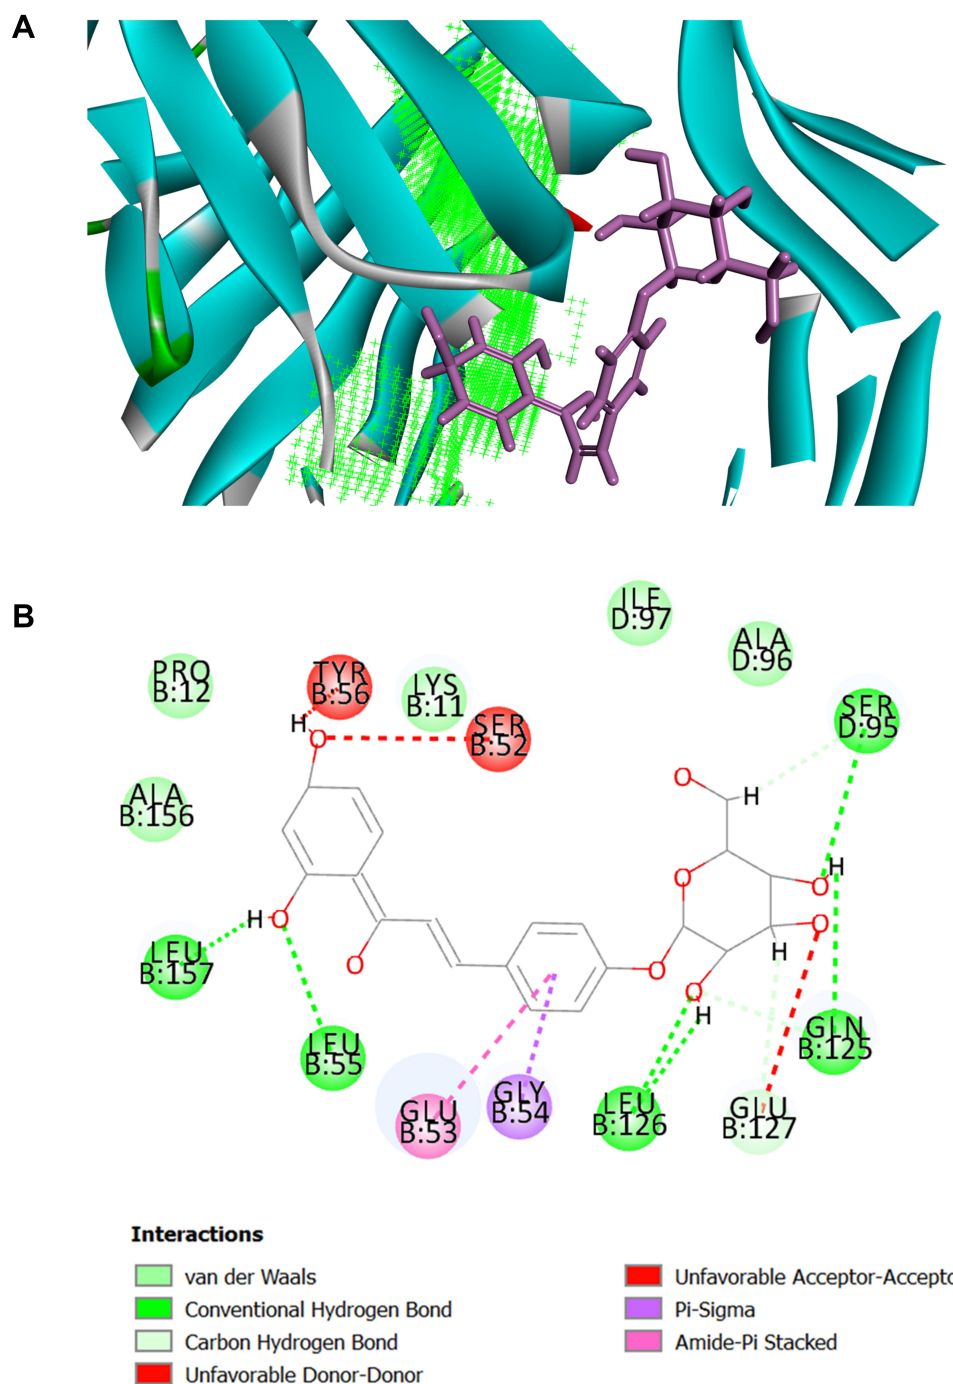 A
B
ILE
D:97
ALA
D:96
PRO
B:12
TYR
B:56
LYS
B:11
SER
B:52
SER
D:95
H
O
O
H
ALA
B:156
O
H
O
H
O
O
LEU
B:157
O
O
H
O
H
GLN
B:125
LEU
B:55
GLU
B:53
GLY
B:54
LEU
B:126
GLU
B:127
Interactions
van der Waals
Conventional Hydrogen Bond
Carbon Hydrogen Bond
Unfavorable Donor-Donor
Unfavorable Acceptor-Accepto
Pi-Sigma
Amide-Pi Stacked